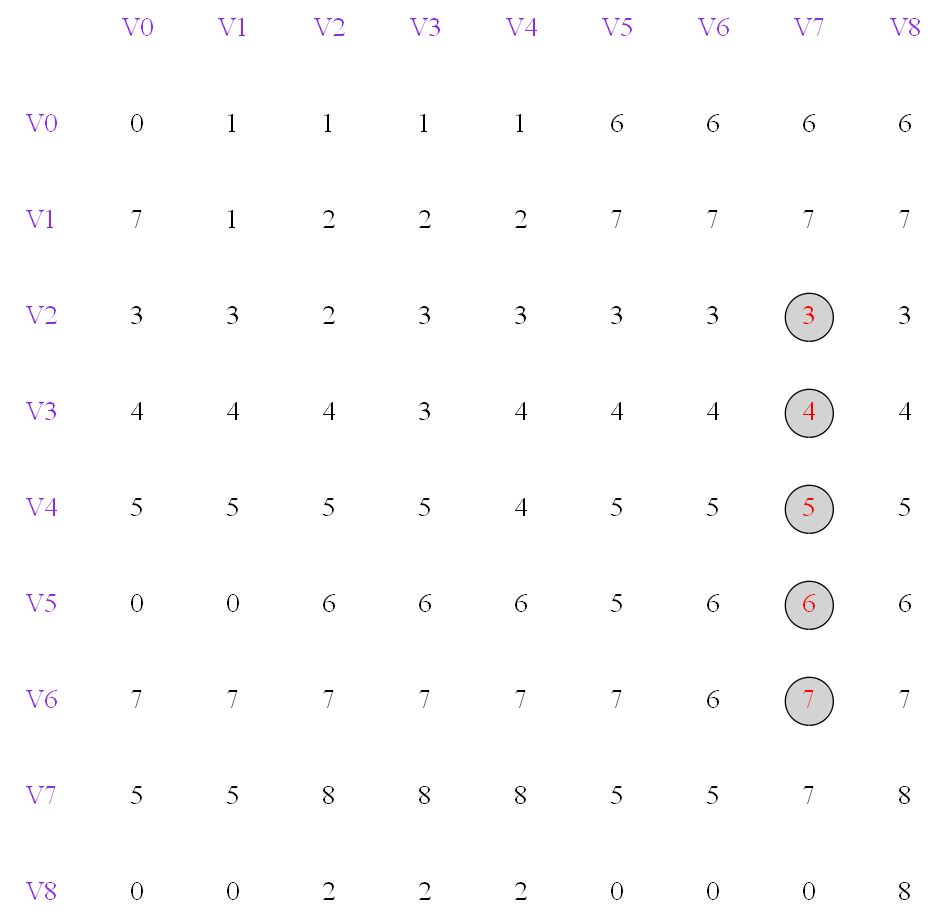 V0 V1 V2 V3 V4 V5 V6 V7 V8
V0 0 1 1 1 1 6 6 6 6
V1 7 1 2 2 2 7 7 7 7
V2 3 3 2 3 3 3 3 3 3
V3 4 4 4 3 4 4 4 4 4
V4 5 5 5 5 4 5 5 5 5
V5 0 0 6 6 6 5 6 6 6
V6 7 7 7 7 7 7 6 7 7
V7 5 5 8 8 8 5 5 7 8
V8 0 0 2 2 2 0 0 0 8